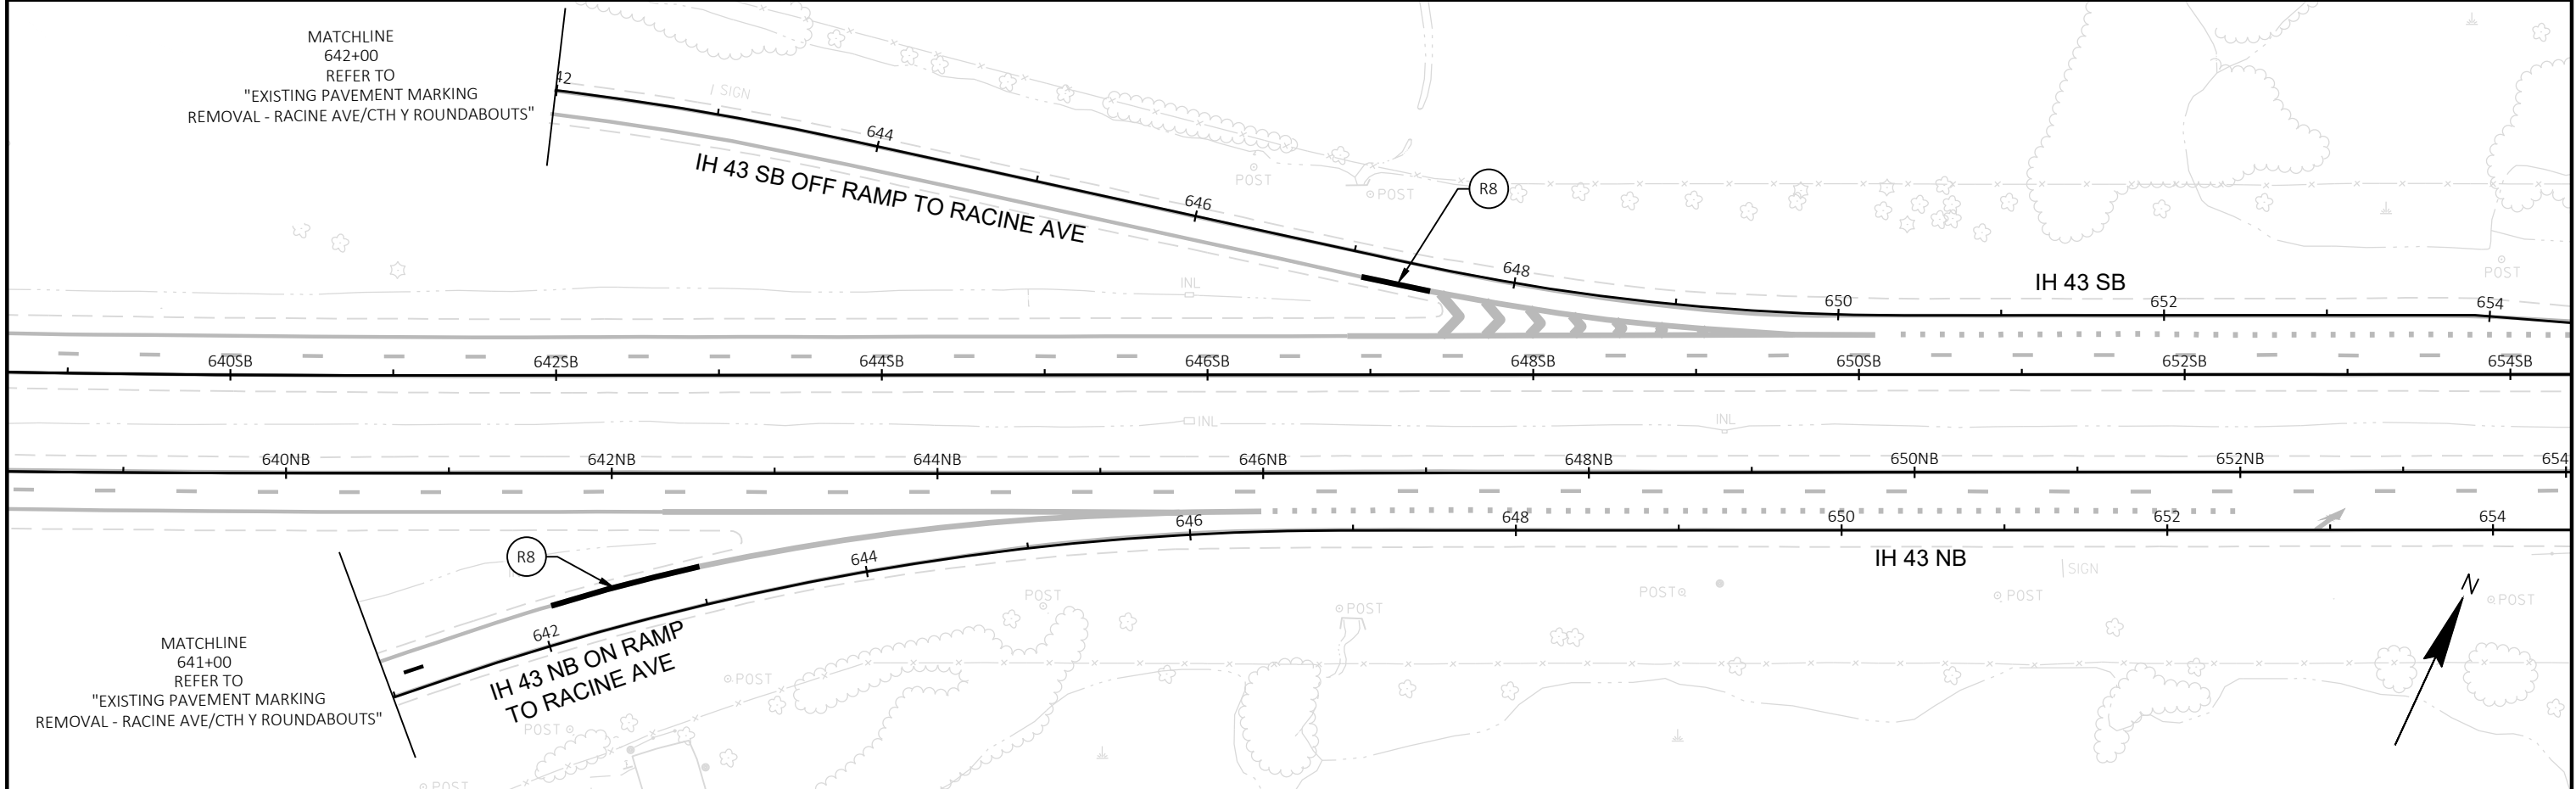 MATCHLINE
642+00
REFER TO
"EXISTING PAVEMENT MARKING
REMOVAL - RACINE AVE/CTH Y ROUNDABOUTS"
42
SIGN
644
IH 43 SB OFF RAMP TO RACINE AVE
646
POST
POST
R8
648
INL
IH 43 SB
POST
650
652
654
640SB
642SB
644SB
646SB
648SB
650SB
652SB
654SB
INL
INL
640NB
642NB
644NB
646NB
648NB
650NB
652NB
654
646
648
650
652
654
R8
644
IH 43 NB
SIGN
N
642
IH 43 NB ON RAMP
TO RACINE AVE
POST
POST
POST
POST
POST
POST
POST
POST
MATCHLINE
641+00
REFER TO
"EXISTING PAVEMENT MARKING
REMOVAL - RACINE AVE/CTH Y ROUNDABOUTS"